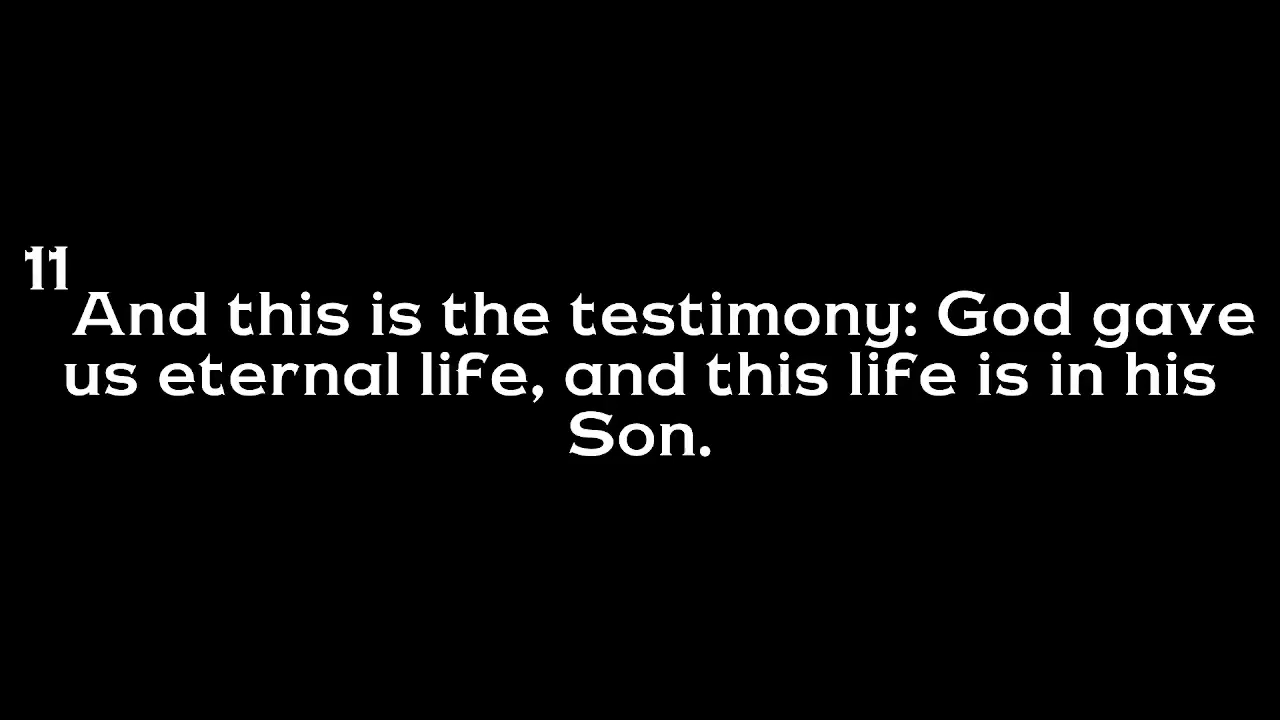 11
And this is the testimony: God gave
us eternal life, and this life is in his
Son.